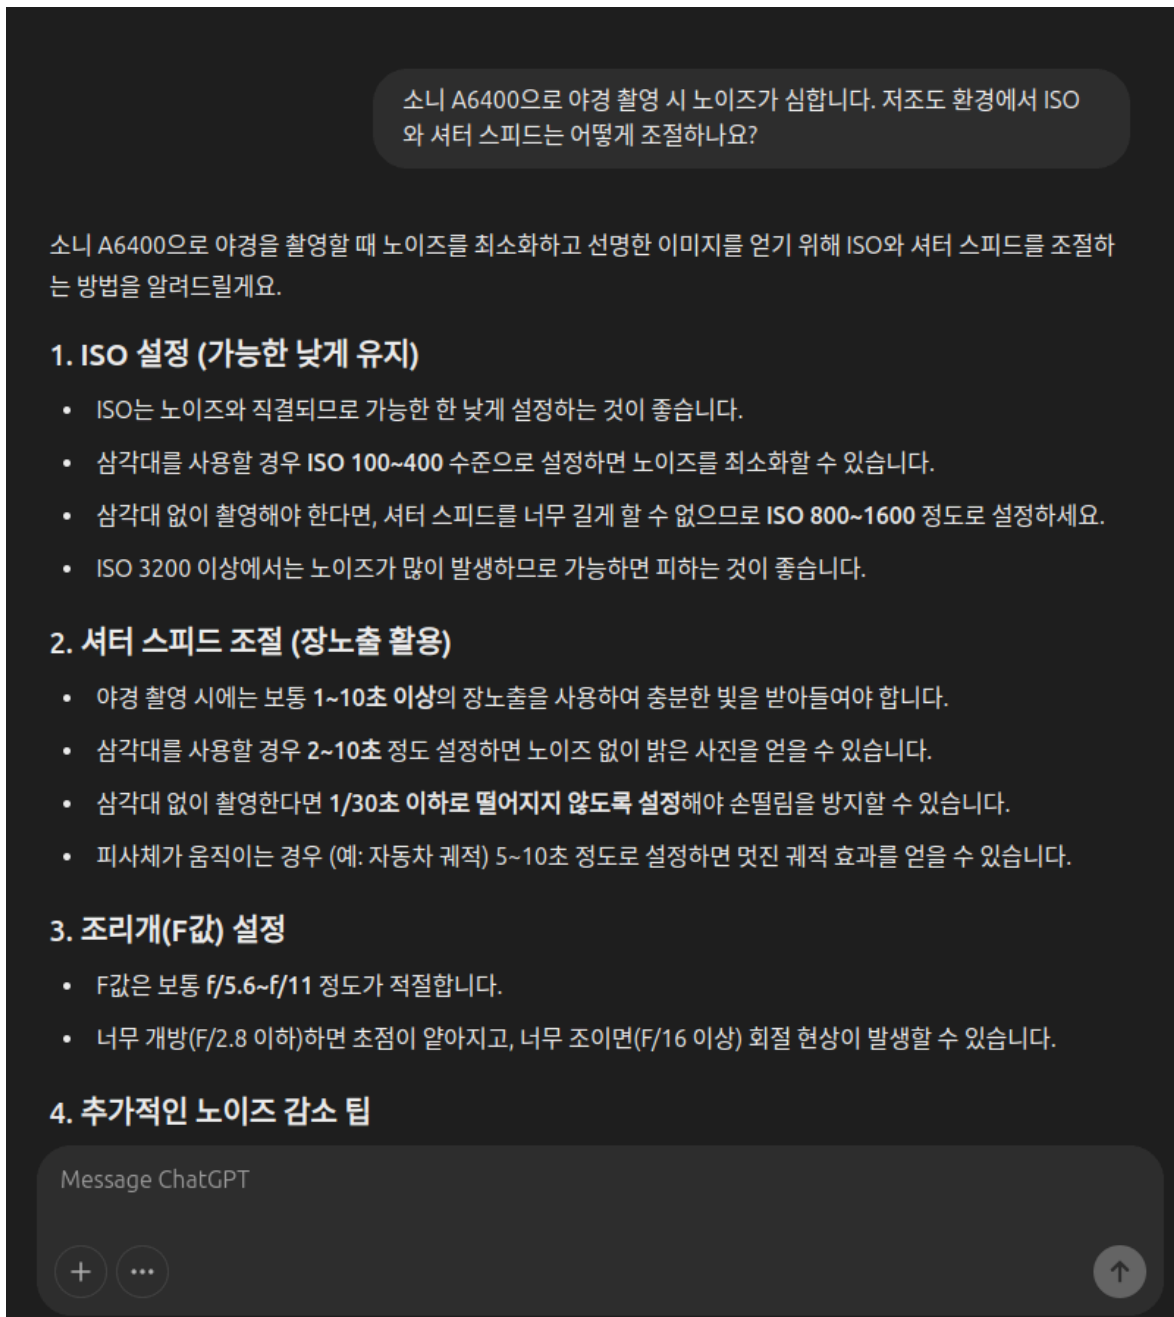 소니 A6400으로 야경 촬영 시 노이즈가 심합니다. 저조도 환경에서 ISO
와 셔터 스피드는 어떻게 조절하나요?
소니 A6400으로 야경을 촬영할 때 노이즈를 최소화하고 선명한 이미지를 얻기 위해 ISO와 셔터 스피드를 조절하
는 방법을 알려드릴게요.
1. ISO 설정 (가능한 낮게 유지)
• ISO는 노이즈와 직결되므로 가능한 한 낮게 설정하는 것이 좋습니다.
• 삼각대를 사용할 경우 ISO 100~400 수준으로 설정하면 노이즈를 최소화할 수 있습니다.
• 삼각대 없이 촬영해야 한다면, 셔터 스피드를 너무 길게 할 수 없으므로 ISO 800~1600 정도로 설정하세요.
• ISO 3200 이상에서는 노이즈가 많이 발생하므로 가능하면 피하는 것이 좋습니다.
2. 셔터 스피드 조절 (장노출 활용)
• 야경 촬영 시에는 보통 1~10초 이상의 장노출을 사용하여 충분한 빛을 받아들여야 합니다.
• 삼각대를 사용할 경우 2~10초 정도 설정하면 노이즈 없이 밝은 사진을 얻을 수 있습니다.
• 삼각대 없이 촬영한다면 1/30초 이하로 떨어지지 않도록 설정해야 손떨림을 방지할 수 있습니다.
• 피사체가 움직이는 경우 (예: 자동차 궤적) 5~10초 정도로 설정하면 멋진 궤적 효과를 얻을 수 있습니다.
3. 조리개(F값) 설정
• F값은 보통 f/5.6~f/11 정도가 적절합니다.
• 너무 개방(F/2.8 이하)하면 초점이 얕아지고, 너무 조이면(F/16 이상) 회절 현상이 발생할 수 있습니다.
4. 추가적인 노이즈 감소 팁
Message ChatGPT